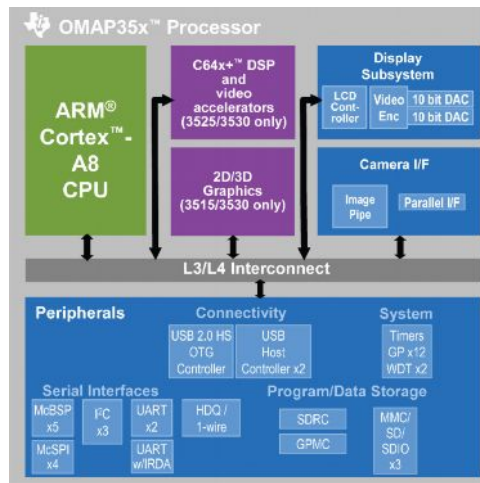 OMAP35x™ Processor
ARM®
Cortex™-
A8
CPU
C64x+™ DSP
and
video
accelerators
(3525/3530 only)
2D/3D
Graphics
(3515/3530 only)
Display
Subsystem
LCD
Cont-
roller
Video
Enc
10 bit DAC
10 bit DAC
Camera I/F
Image
Pipe
Parallel I/F
L3/L4 Interconnect
Peripherals
Connectivity
USB 2.0 HS
OTG
Controller
USB
Host
Controller x2
System
Timers
GP x12
WDT x2
Serial Interfaces
McBSP
x5
McSPI
x4
I²C
x3
UART
x2
UART
w/IRDA
HDQ /
1-wire
Program/Data Storage
SDRC
GPMC
MMC/
SD/
SDIO
x3